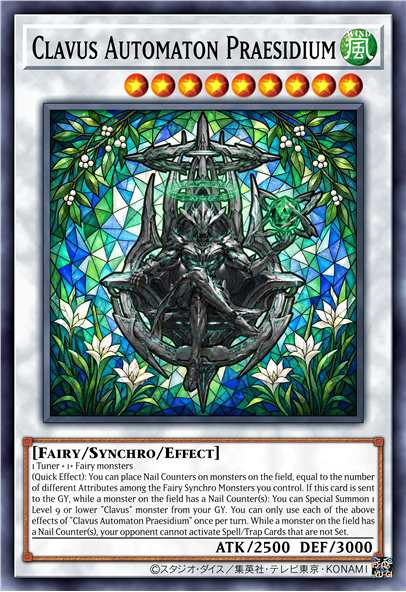 CLAVUS AUTOMATON PRAESIDIUM
WIND
風
[FAIRY/SYNCHRO/EFFECT]
1 Tuner + 1+ Fairy monsters
(Quick Effect): You can place Nail Counters on monsters on the field, equal to the number
of different Attributes among the Fairy Synchro Monsters you control. If this card is sent
to the GY, while a monster on the field has a Nail Counter(s): You can Special Summon 1
Level 9 or lower "Clavus" monster from your GY. You can only use each of the above
effects of "Clavus Automaton Praesidium" once per turn. While a monster on the field has
a Nail Counter(s), your opponent cannot activate Spell/Trap Cards that are not Set.
ATK/2500 DEF/3000
©スタジオ・ダイス／集英社・テレビ東京・KONAMI